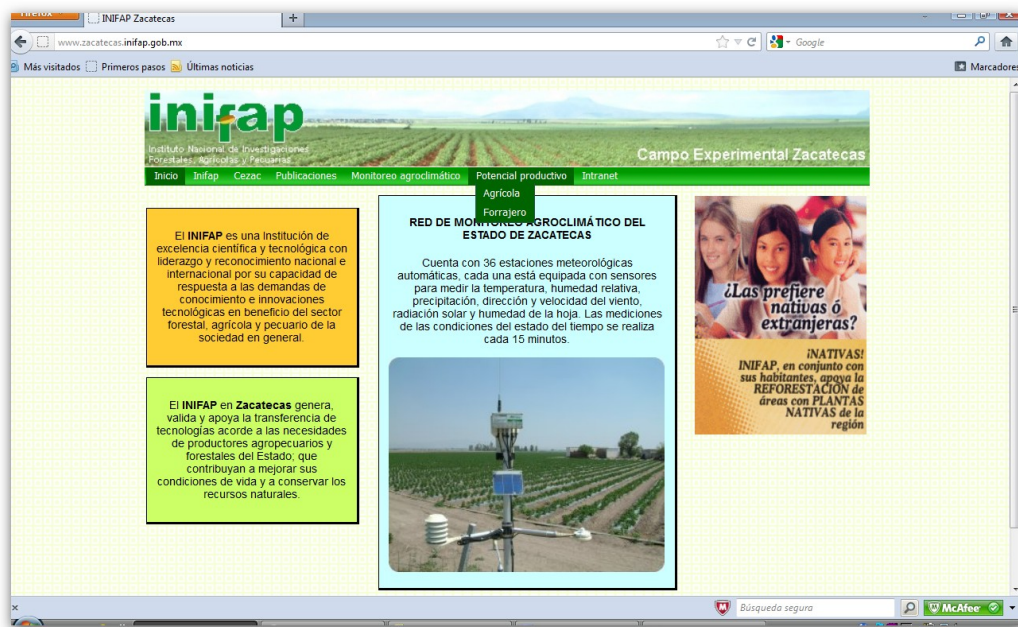 Firefox
INIFAP Zacatecas
+
www.zacatecas.inifap.gob.mx
Google
Más visitados Primeros pasos Últimas noticias
Marcadores
inifap
Instituto Nacional de Investigaciones
Forestales, Agrícolas y Pecuarias
Campo Experimental Zacatecas
Inicio Inifap Cezac Publicaciones Monitoreo agroclimático Potencial productivo Intranet
Agrícola
Forrajero
El INIFAP es una Institución de
excelencia científica y tecnológica con
liderazgo y reconocimiento nacional e
internacional por su capacidad de
respuesta a las demandas de
conocimiento e innovaciones
tecnológicas en beneficio del sector
forestal, agrícola y pecuario de la
sociedad en general.
El INIFAP en Zacatecas genera,
valida y apoya la transferencia de
tecnologías acorde a las necesidades
de productores agropecuarios y
forestales del Estado; que
contribuyan a mejorar sus
condiciones de vida y a conservar los
recursos naturales.
RED DE MONITOREO AGROCLIMÁTICO DEL
ESTADO DE ZACATECAS
Cuenta con 36 estaciones meteorológicas
automáticas, cada una está equipada con sensores
para medir la temperatura, humedad relativa,
precipitación, dirección y velocidad del viento,
radiación solar y humedad de la hoja. Las mediciones
de las condiciones del estado del tiempo se realiza
cada 15 minutos.
¿Las prefiere
nativas ó
extranjeras?
¡NATIVAS!
INIFAP, en conjunto con
sus habitantes, apoya la
REFORESTACIÓN de
áreas con PLANTAS
NATIVAS de la
región
Búsqueda segura
McAfee